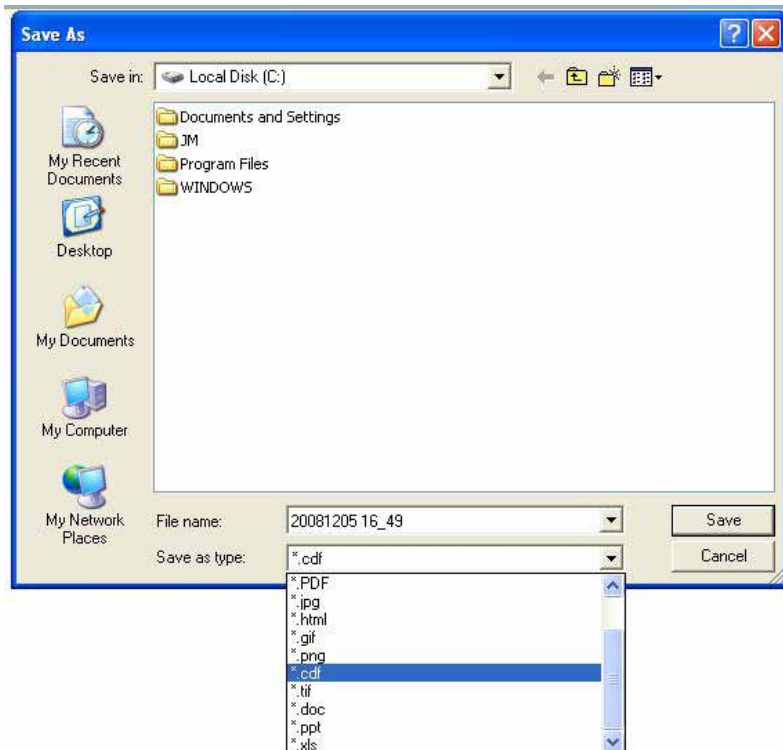 Save As
Save in:
Local Disk (C:)
My Recent
Documents
Desktop
My Documents
My Computer
My Network
Places
Documents and Settings
JM
Program Files
WINDOWS
File name:
20081205 16_49
Save
Save as type:
*.cdf
Cancel
*.PDF
*.jpg
*.html
*.gif
*.png
*.cdf
*.tif
*.doc
*.ppt
*.xls